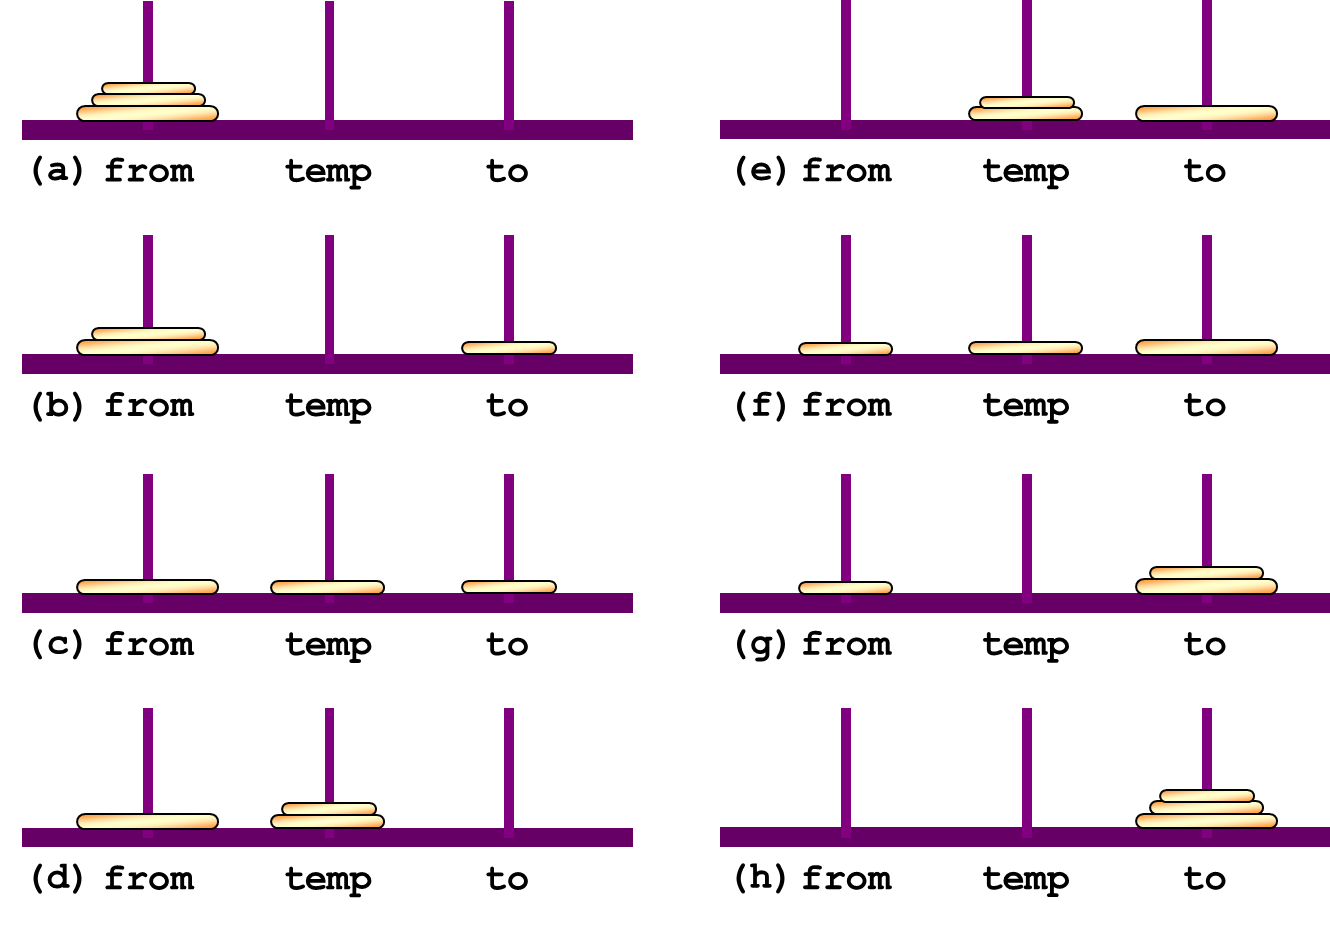 (a) from temp to
(b) from temp to
(c) from temp to
(d) from temp to
(e) from temp to
(f) from temp to
(g) from temp to
(h) from temp to